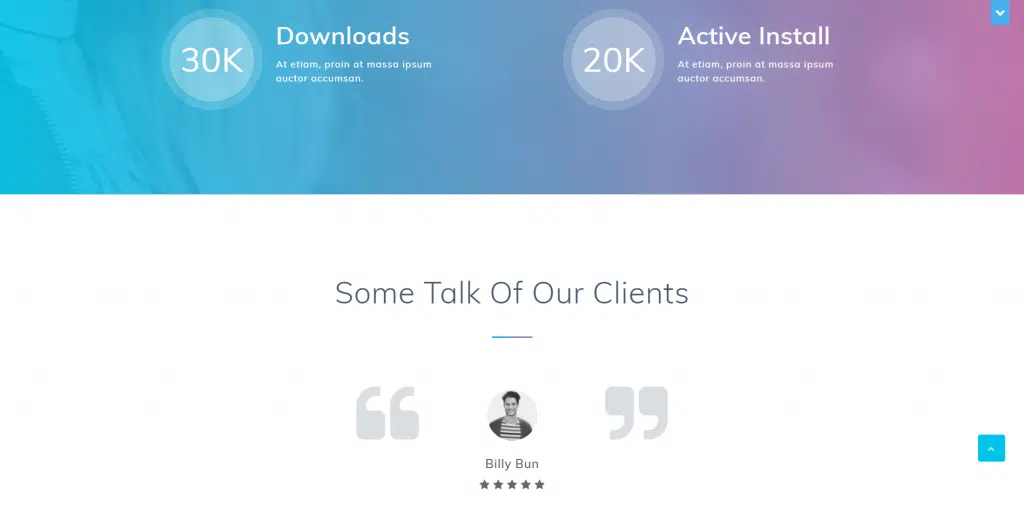 30K
Downloads
At etiam, proin at massa ipsum
auctor accumsan.
20K
Active Install
At etiam, proin at massa ipsum
auctor accumsan.
Some Talk Of Our Clients
Billy Bun